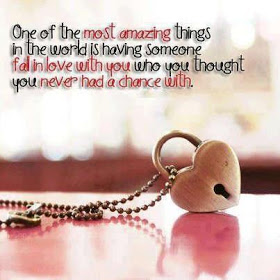 One of the most amazing things
in the world is having someone
fall in love with you who you thought
you never had a chance with.